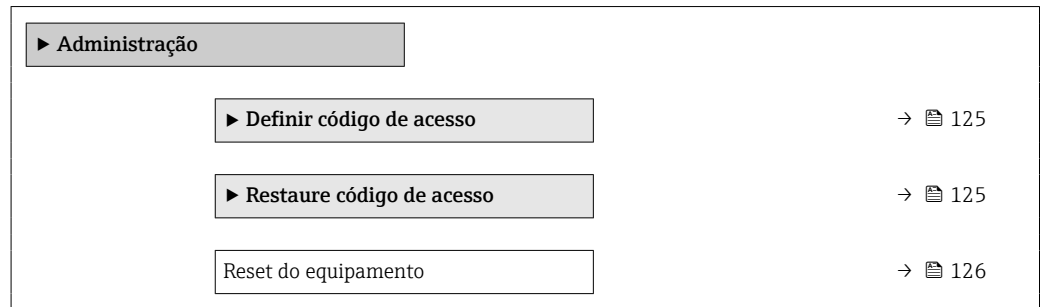 ▶ Administração
▶ Definir código de acesso → 🖹 125
▶ Restaure código de acesso → 🖹 125
Reset do equipamento → 🖹 126